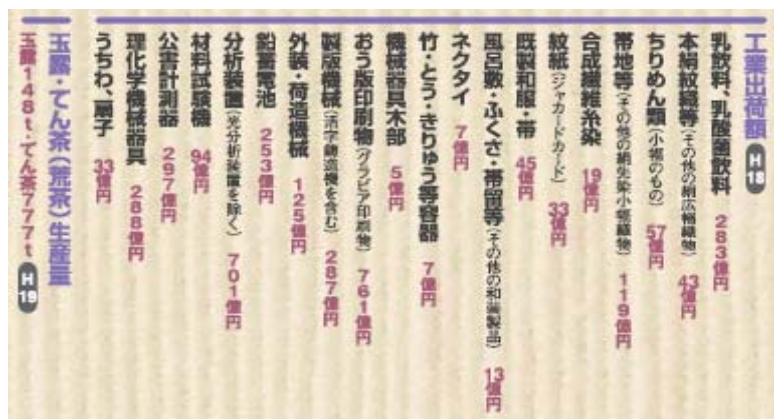 工業出荷額 H18
乳飲料、乳酸菌飲料 283億円
本絹紋織等(その他の絹広幅織物) 43億円
ちりめん類(小幅のもの) 57億円
帯地等(その他の絹先染小幅織物) 119億円
合成繊維糸染 19億円
紋紙(ジャカードカード) 33億円
既製和服・帯 45億円
風呂敷・ふくさ・帯留等(その他の和装製品) 13億円
ネクタイ 7億円
竹・とう・きりゅう等容器 7億円
機械器具木部 5億円
おう版印刷物(グラビア印刷物) 761億円
製版機械(活字鋳造機を含む) 287億円
外装・荷造機械 125億円
鉛蓄電池 253億円
分析装置(光分析装置を除く) 701億円
材料試験機 94億円
公害計測器 297億円
理化学機械器具 288億円
うちわ、扇子 33億円
玉露・てん茶(荒茶)生産量
玉露148t・てん茶777t H19